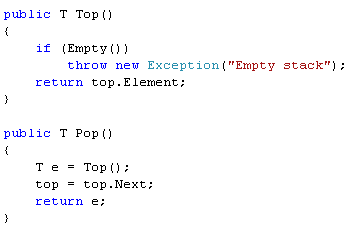 public T Top()
{
    if (Empty())
        throw new Exception("Empty stack");
    return top.Element;
}

public T Pop()
{
    T e = Top();
    top = top.Next;
    return e;
}